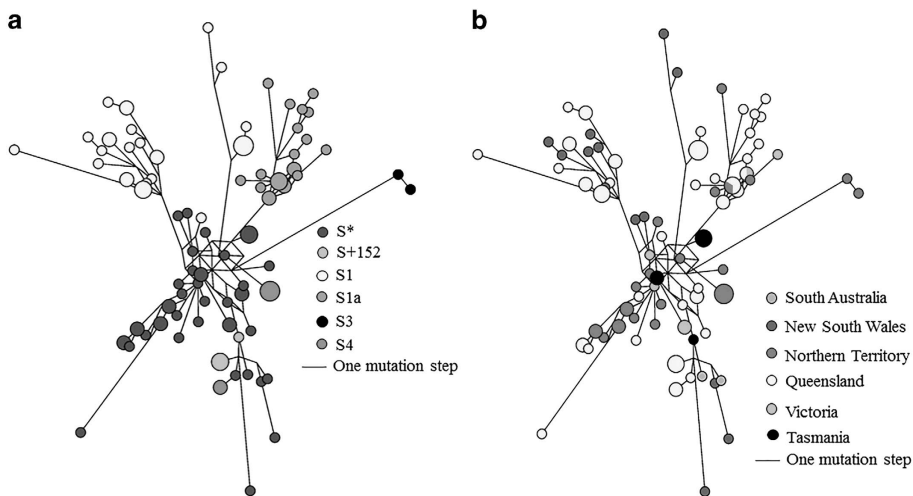 a
S*
S+152
S1
S1a
S3
S4
One mutation step
b
South Australia
New South Wales
Northern Territory
Queensland
Victoria
Tasmania
One mutation step